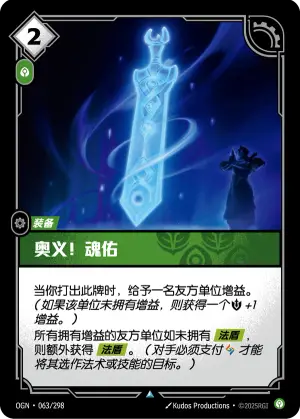 2
装备
奥义！魂佑
当你打出此牌时，给予一名友方单位增益。
（如果该单位未拥有增益，则获得一个 +1
增益。）
所有拥有增益的友方单位如未拥有 法盾，
则额外获得 法盾。（对手必须支付 才能
将其选作法术或技能的目标。）
OGN • 063/298
Kudos Productions • ©2025RGI